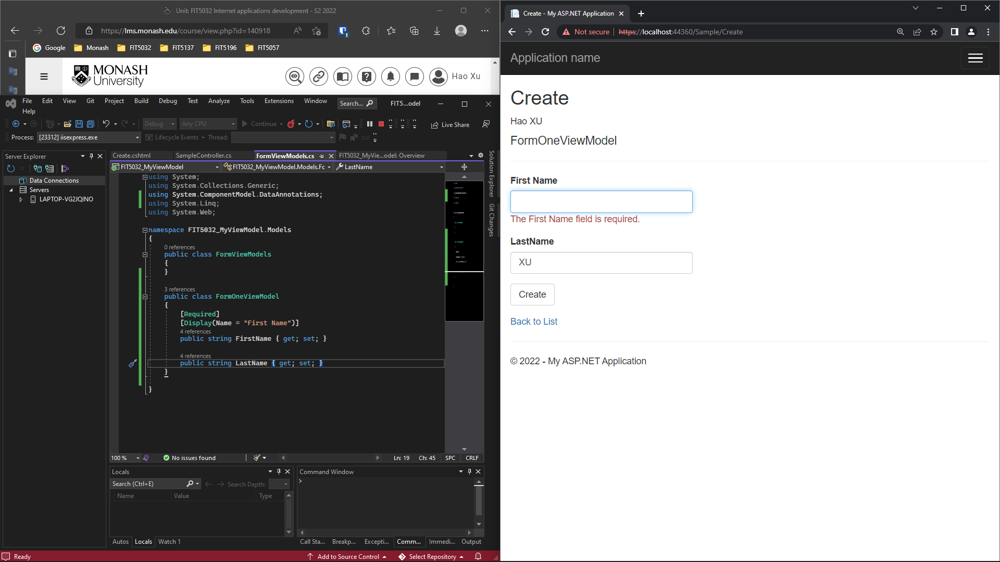 Unit: FIT5032 Internet applications development - S2 2022
https://lms.monash.edu/course/view.php?id=140918
Google Monash FIT5032 FIT5137 FIT5196 FIT5057
MONASH
University
Hao Xu
File Edit View Git Project Build Debug Test Analyze Tools Extensions Window Search... FIT5...odel
Help
Debug Any CPU Continue Live Share
Process: [23312] iisexpress.exe Lifecycle Events Thread:
Server Explorer
Data Connections
Servers
LAPTOP-VG2JQINO
Create.cshtml SampleController.cs FormViewModels.cs FIT5032_MyVie...odel: Overview
FIT5032_MyViewModel FIT5032_MyViewModel.Models.Fc LastName
using System;
using System.Collections.Generic;
using System.ComponentModel.DataAnnotations;
using System.Linq;
using System.Web;
namespace FIT5032_MyViewModel.Models
{
0 references
public class FormViewModels
{
}
3 references
public class FormOneViewModel
{
[Required]
[Display(Name = "First Name")]
4 references
public string FirstName { get; set; }
4 references
public string LastName { get; set; }
}
}
Solution Explorer
Git Changes
100 % No issues found Ln: 19 Ch: 45 SPC CRLF
Locals
Search (Ctrl+E) Search Depth:
Name Value Type
Autos Locals Watch 1
Command Window
>
Call Sta... Breakp... Excepti... Comm... Immedi... Output
Ready Add to Source Control Select Repository
Create - My ASP.NET Application
Not secure https://localhost:44360/Sample/Create
Application name
Create
Hao XU
FormOneViewModel
First Name
The First Name field is required.
LastName
XU
Create
Back to List
© 2022 - My ASP.NET Application